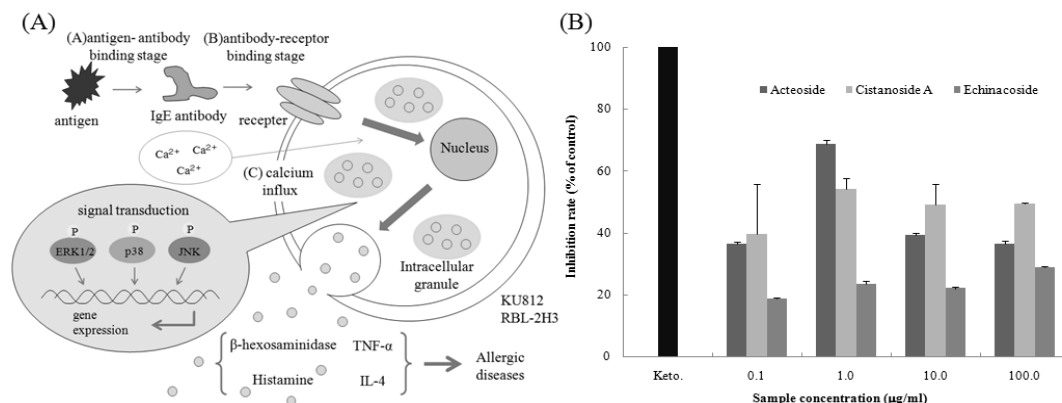 (A)
(A)antigen- antibody
binding stage
(B)antibody-receptor
binding stage
antigen
IgE antibody
recepter
Ca²⁺
Ca²⁺
Ca²⁺
(C) calcium
influx
Nucleus
signal transduction
P
P
P
ERK1/2
p38
JNK
gene
expression
Intracellular
granule
KU812
RBL-2H3
β-hexosaminidase
TNF-α
Histamine
IL-4
Allergic
diseases
(B)
Inhibition rate (% of control)
100
80
60
40
20
0
Acteoside
Cistanoside A
Echinacoside
Keto.
0.1
1.0
10.0
100.0
Sample concentration (μg/ml)